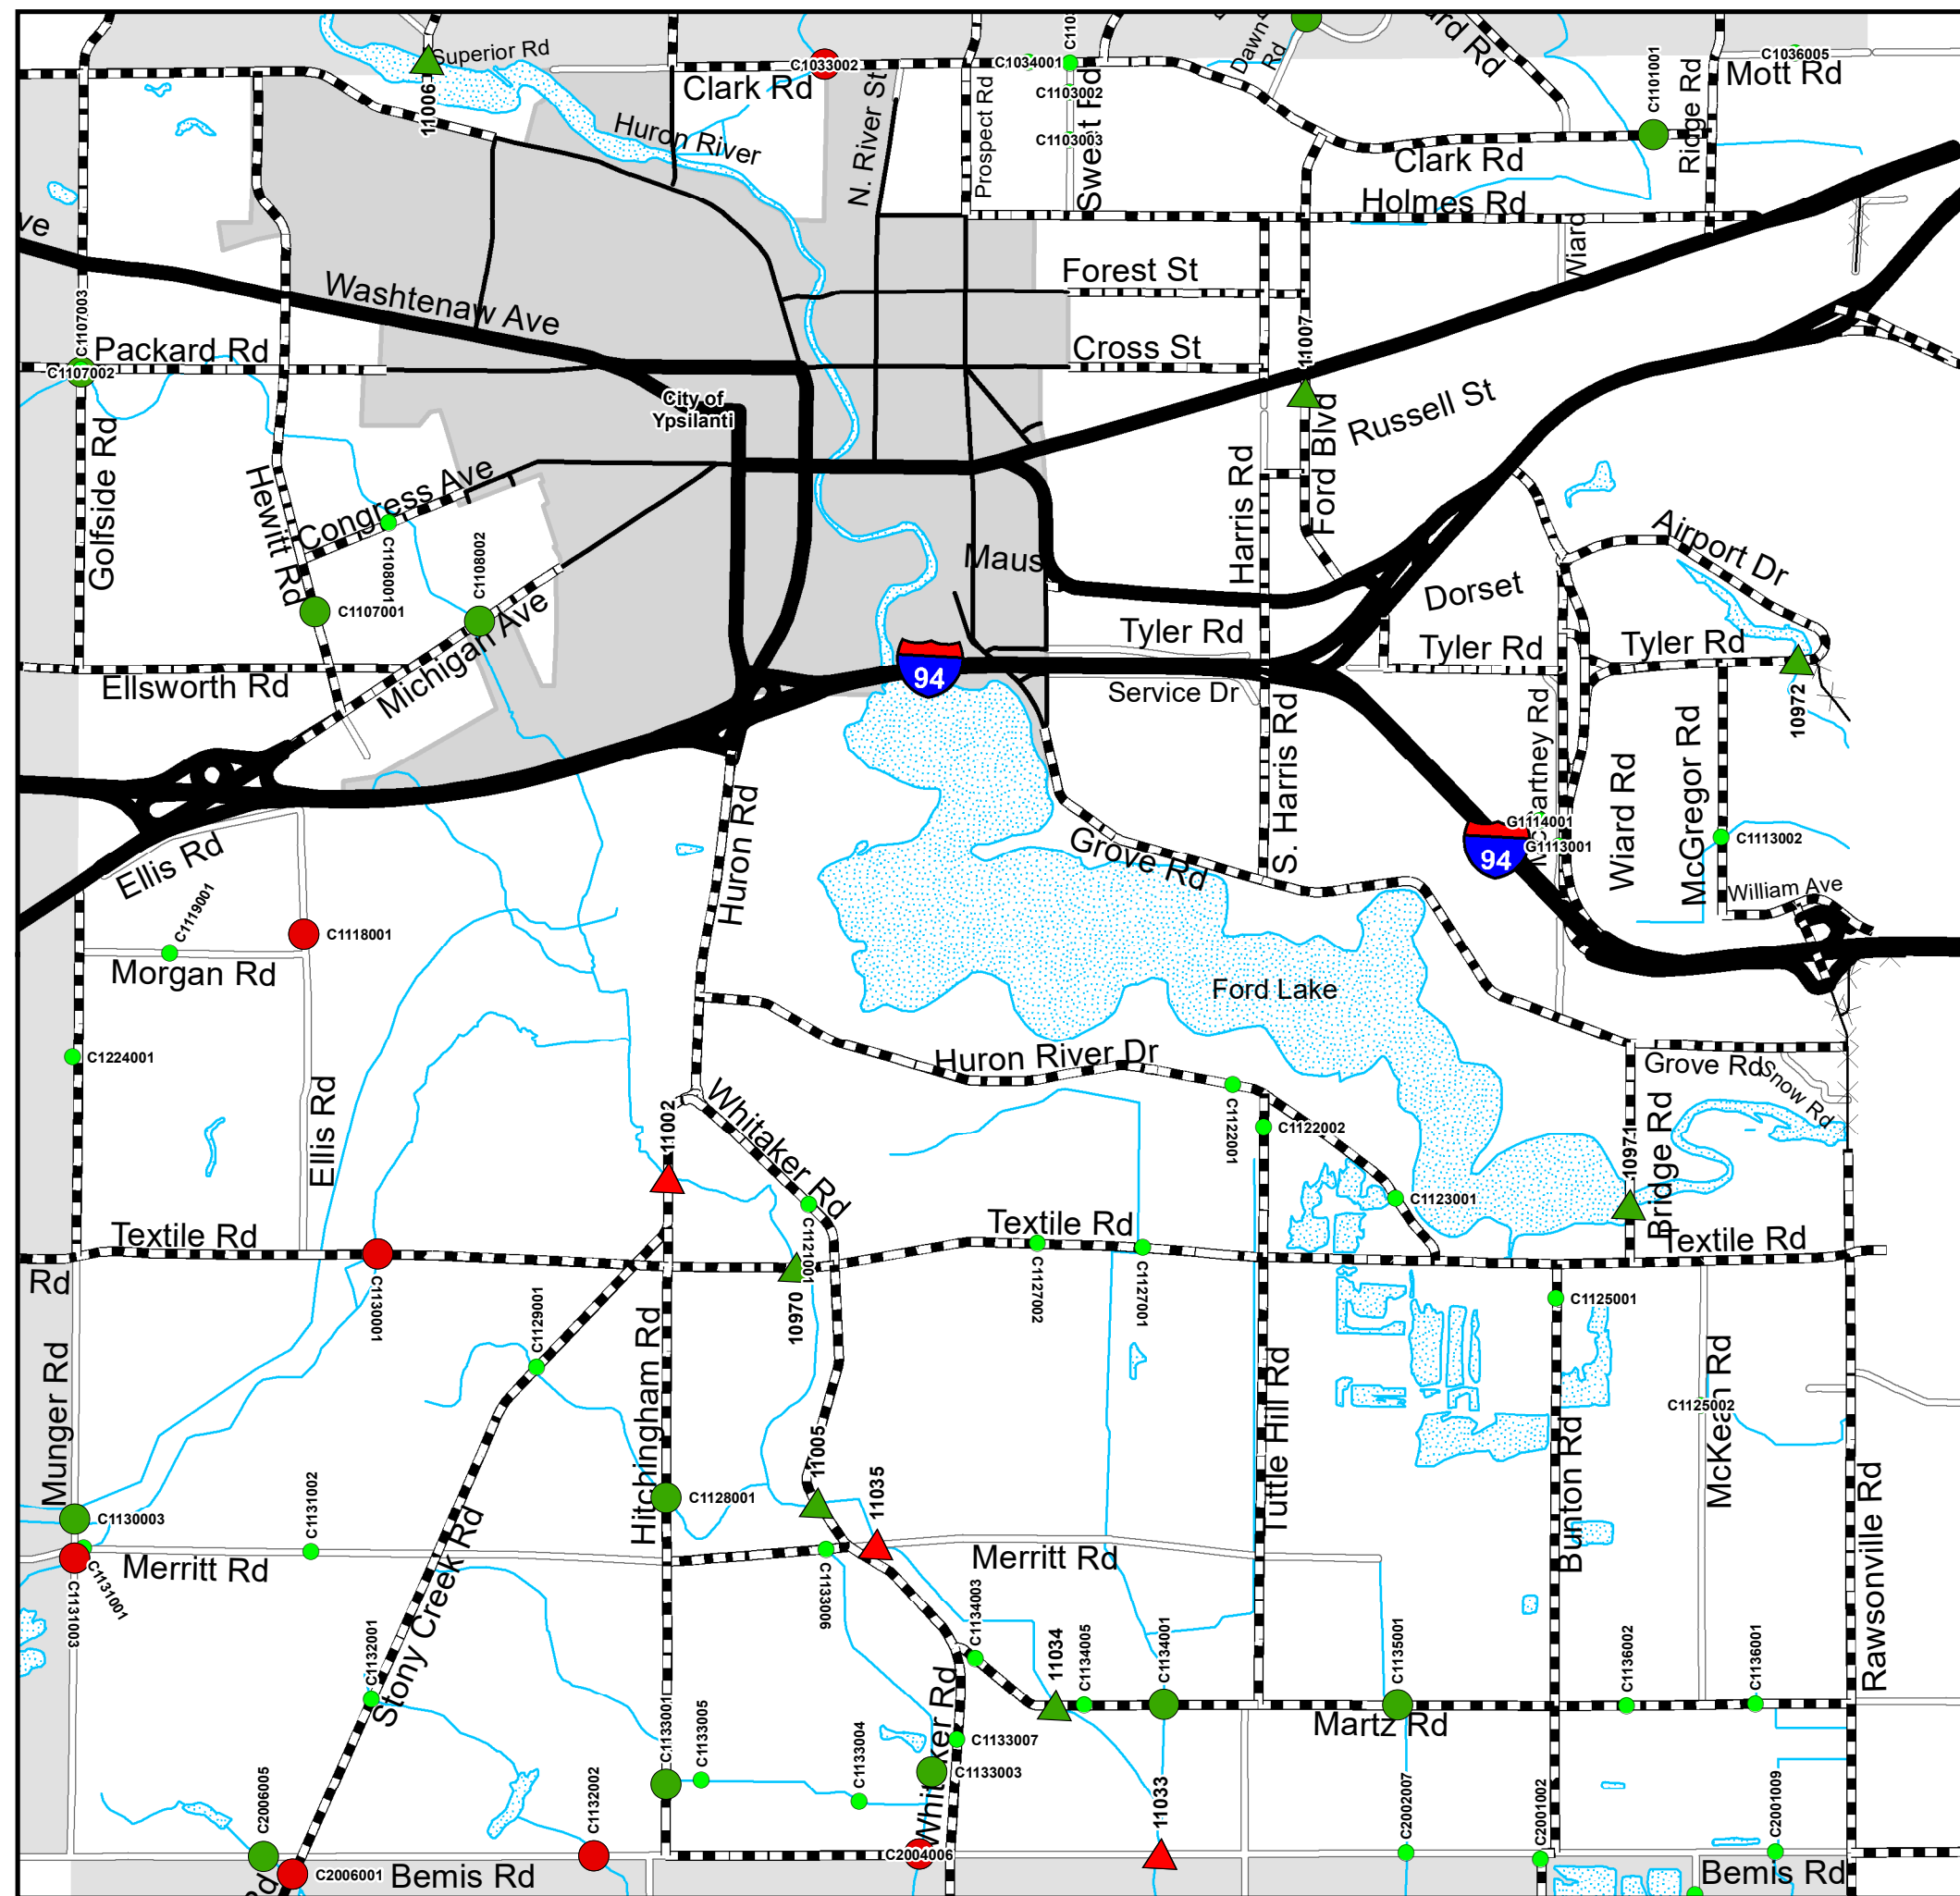 Superior Rd
11006
Clark Rd
C1033002
C1034001
C1103002
C1103003
Sweet Rd
Prospect Rd
N. River St
Huron River
Dawn
Rd
Clark Rd
C1101001
Ridge Rd
C1036005
Mott Rd
Holmes Rd
Wiard
Forest St
Cross St
Washtenaw Ave
C1107003
Packard Rd
C1107002
City of
Ypsilanti
11007
Russell St
Ford Blvd
Harris Rd
Golfside Rd
Hewitt Rd
Congress Ave
C1108001
C1108002
C1107001
Michigan Ave
Ellsworth Rd
Maus
Tyler Rd
Service Dr
94
Dorset
Tyler Rd
Tyler Rd
Airport Dr
10972
S. Harris Rd
Wiard Rd
McGregor Rd
G1114001
G1113001
94
C1113002
William Ave
Huron Rd
Grove Rd
Ellis Rd
C1119001
C1118001
Morgan Rd
Ford Lake
C1224001
Ellis Rd
Huron River Dr
Grove Rd
Snow Rd
Whitaker Rd
11002
C1122001
C1122002
C1123001
10971
Bridge Rd
Textile Rd
Textile Rd
Textile Rd
Rd
C1130001
C1121001
10970
C1127002
C1127001
C1125001
C1129001
Munger Rd
Hitchingham Rd
Tuttle Hill Rd
Bunton Rd
McKean Rd
C1125002
Rawsonville Rd
11005
11035
C1128001
C1130003
C1131002
Merritt Rd
Merritt Rd
C1131001
C1131003
C1133006
C1134003
Stony Creek Rd
C1132001
11034
C1134005
C1134001
C1135001
C1136002
C1136001
Martz Rd
C1133001
C1133005
C1133004
Whitaker Rd
C1133007
C1133003
C2006005
C1132002
11033
C2002007
C2001002
C2001009
C2006001
Bemis Rd
C2004006
Bemis Rd